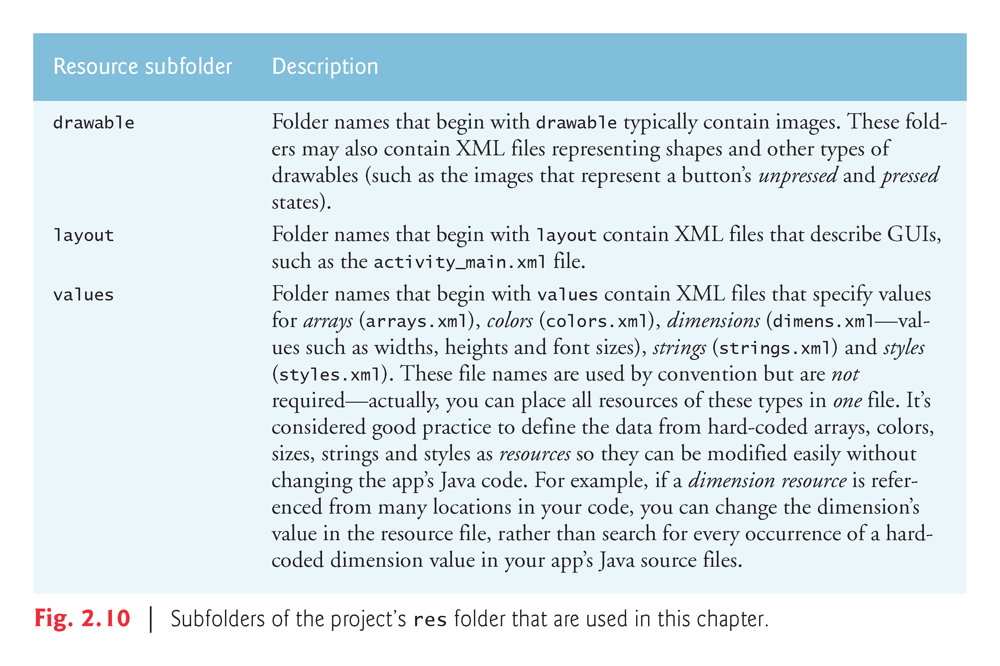 Resource subfolder Description
drawable Folder names that begin with drawable typically contain images. These fold-
ers may also contain XML files representing shapes and other types of
drawables (such as the images that represent a button’s unpressed and pressed
states).
layout Folder names that begin with layout contain XML files that describe GUIs,
such as the activity_main.xml file.
values Folder names that begin with values contain XML files that specify values
for arrays (arrays.xml), colors (colors.xml), dimensions (dimens.xml—val-
ues such as widths, heights and font sizes), strings (strings.xml) and styles
(styles.xml). These file names are used by convention but are not
required—actually, you can place all resources of these types in one file. It’s
considered good practice to define the data from hard-coded arrays, colors,
sizes, strings and styles as resources so they can be modified easily without
changing the app’s Java code. For example, if a dimension resource is refer-
enced from many locations in your code, you can change the dimension’s
value in the resource file, rather than search for every occurrence of a hard-
coded dimension value in your app’s Java source files.
Fig. 2.10 | Subfolders of the project’s res folder that are used in this chapter.